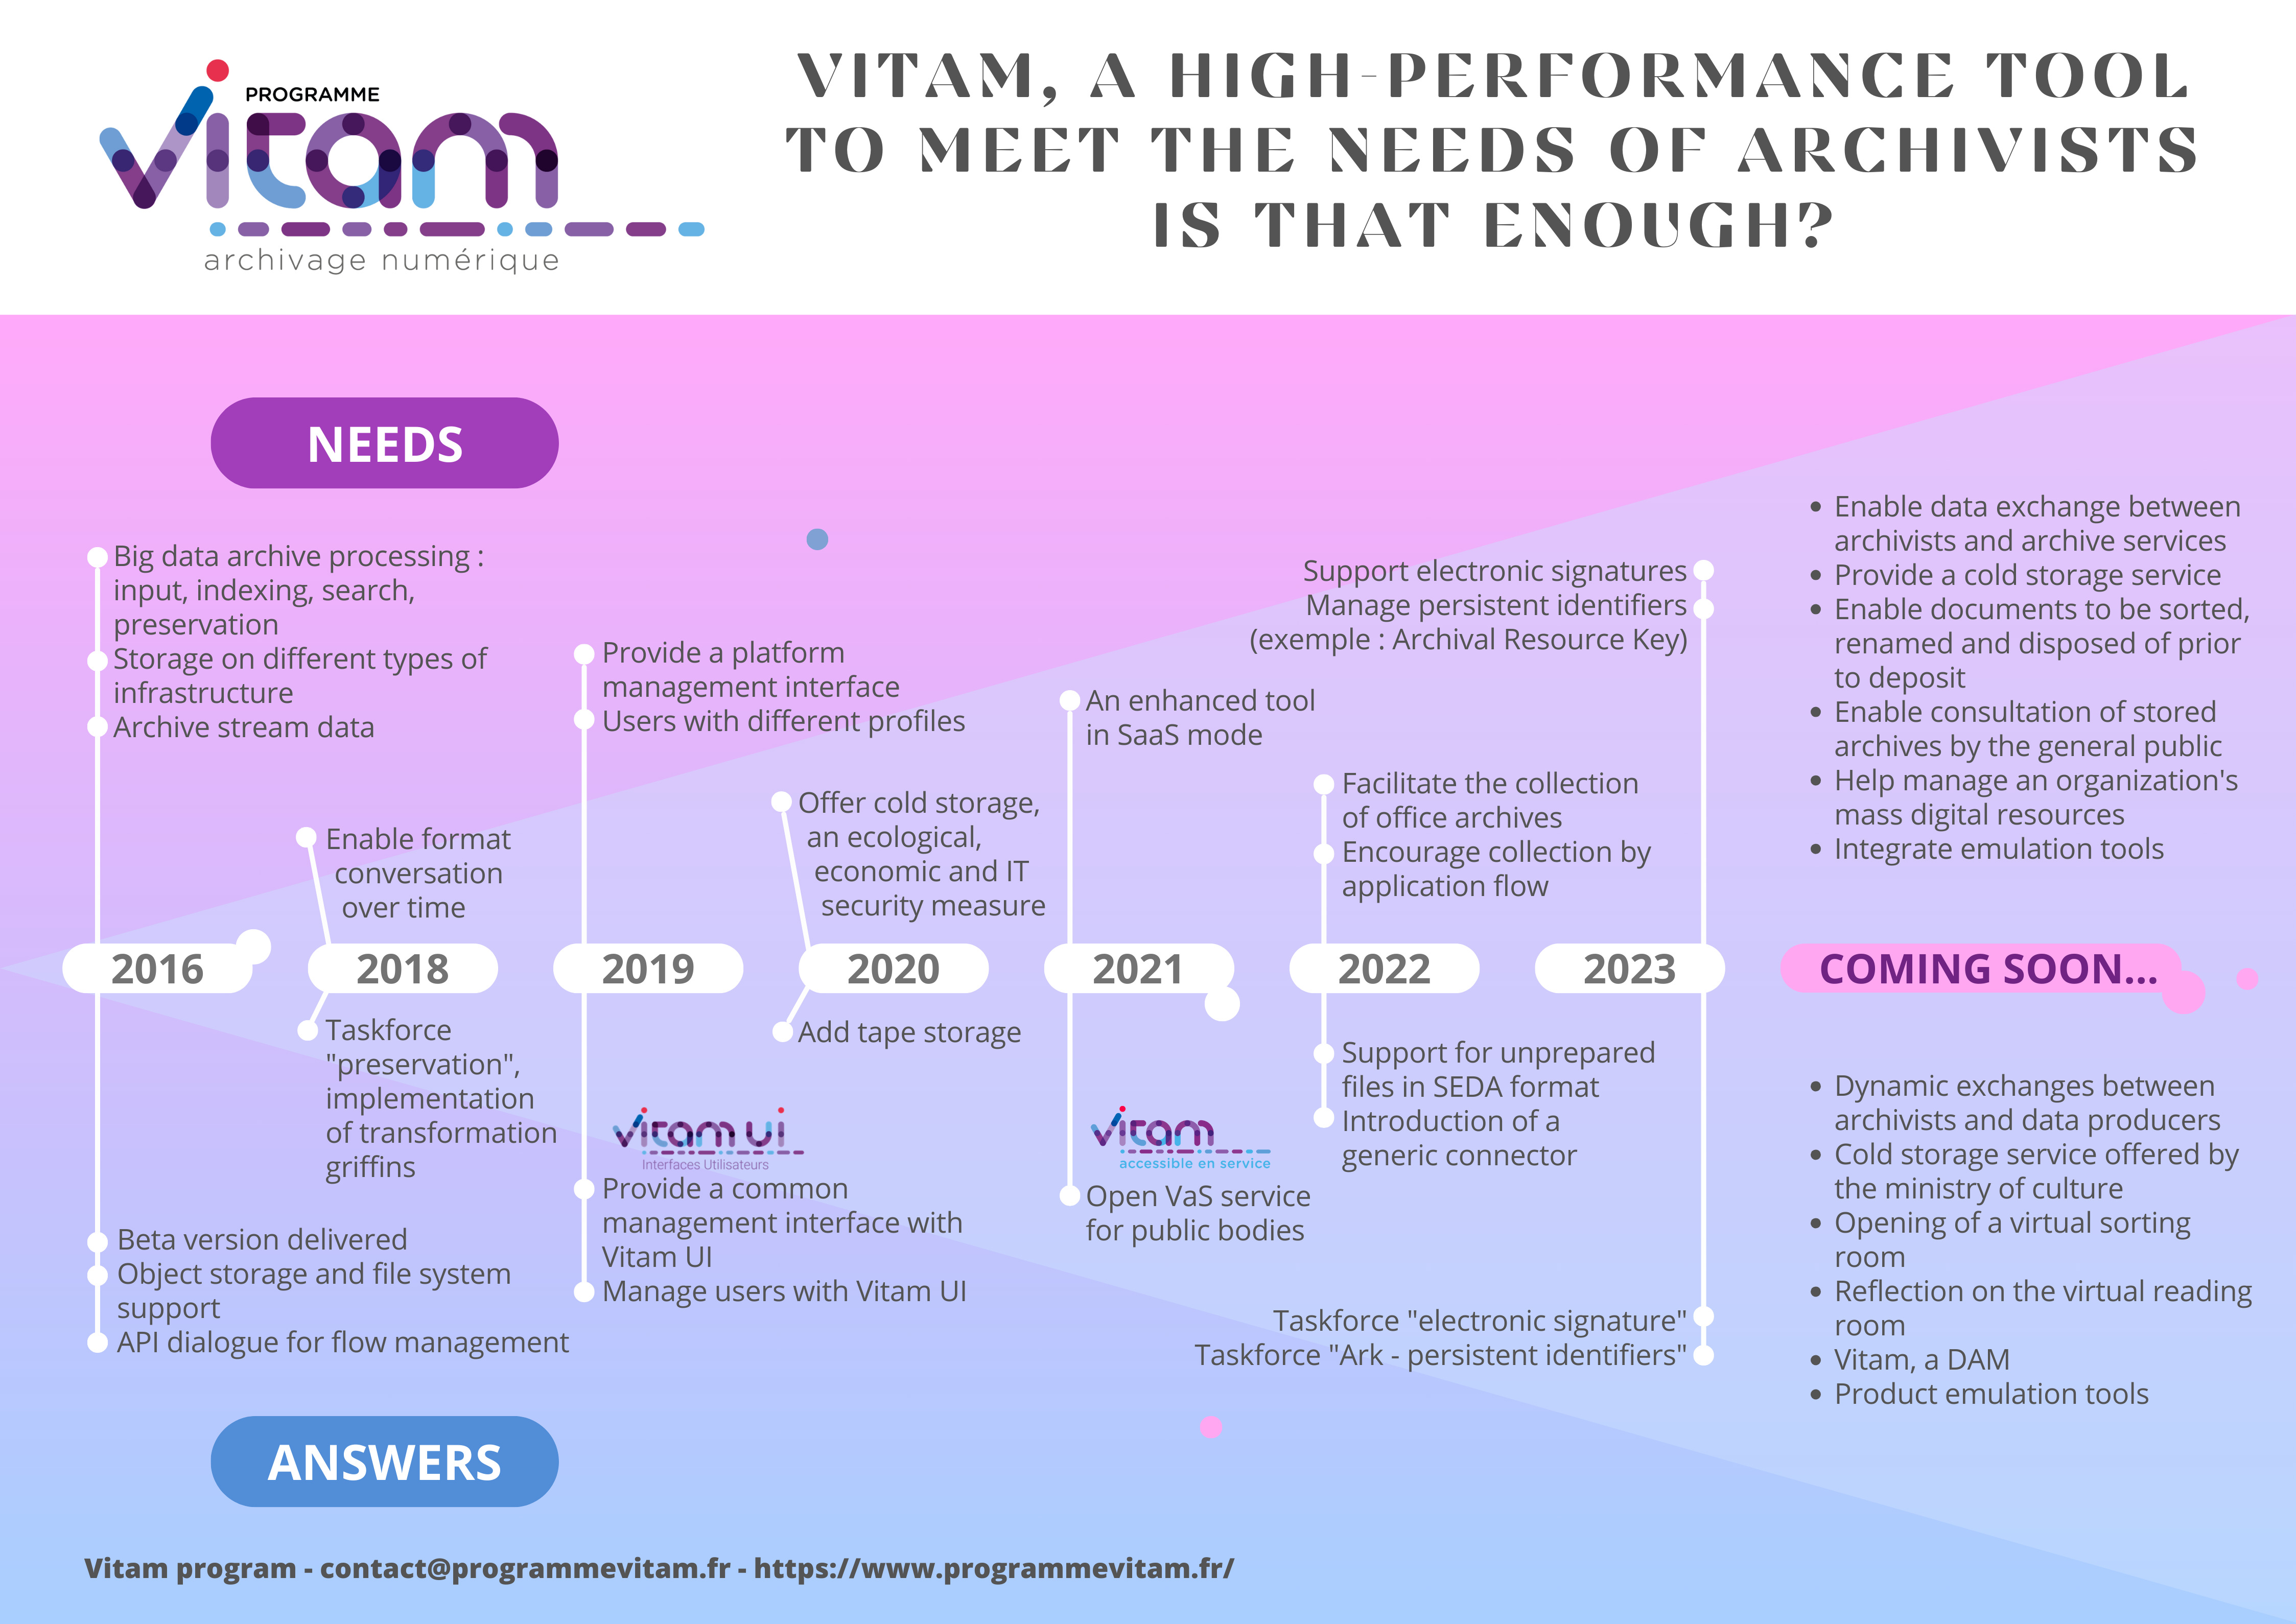 PROGRAMME
vitam
archivage numérique
VITAM, A HIGH-PERFORMANCE TOOL
TO MEET THE NEEDS OF ARCHIVISTS
IS THAT ENOUGH?
NEEDS
Big data archive processing :
input, indexing, search,
preservation
Storage on different types of
infrastructure
Archive stream data
Enable format
conversation
over time
Provide a platform
management interface
Users with different profiles
Offer cold storage,
an ecological,
economic and IT
security measure
An enhanced tool
in SaaS mode
Facilitate the collection
of office archives
Encourage collection by
application flow
Support electronic signatures
Manage persistent identifiers
(exemple : Archival Resource Key)
• Enable data exchange between
archivists and archive services
• Provide a cold storage service
• Enable documents to be sorted,
renamed and disposed of prior
to deposit
• Enable consultation of stored
archives by the general public
• Help manage an organization's
mass digital resources
• Integrate emulation tools
2016
2018
2019
2020
2021
2022
2023
COMING SOON...
Beta version delivered
Object storage and file system
support
API dialogue for flow management
Taskforce
"preservation",
implementation
of transformation
griffins
vitam ui
Interfaces Utilisateurs
Provide a common
management interface with
Vitam UI
Manage users with Vitam UI
Add tape storage
vitam
accessible en service
Open VaS service
for public bodies
Support for unprepared
files in SEDA format
Introduction of a
generic connector
Taskforce "electronic signature"
Taskforce "Ark - persistent identifiers"
• Dynamic exchanges between
archivists and data producers
• Cold storage service offered by
the ministry of culture
• Opening of a virtual sorting
room
• Reflection on the virtual reading
room
• Vitam, a DAM
• Product emulation tools
ANSWERS
Vitam program - contact@programmevitam.fr - https://www.programmevitam.fr/